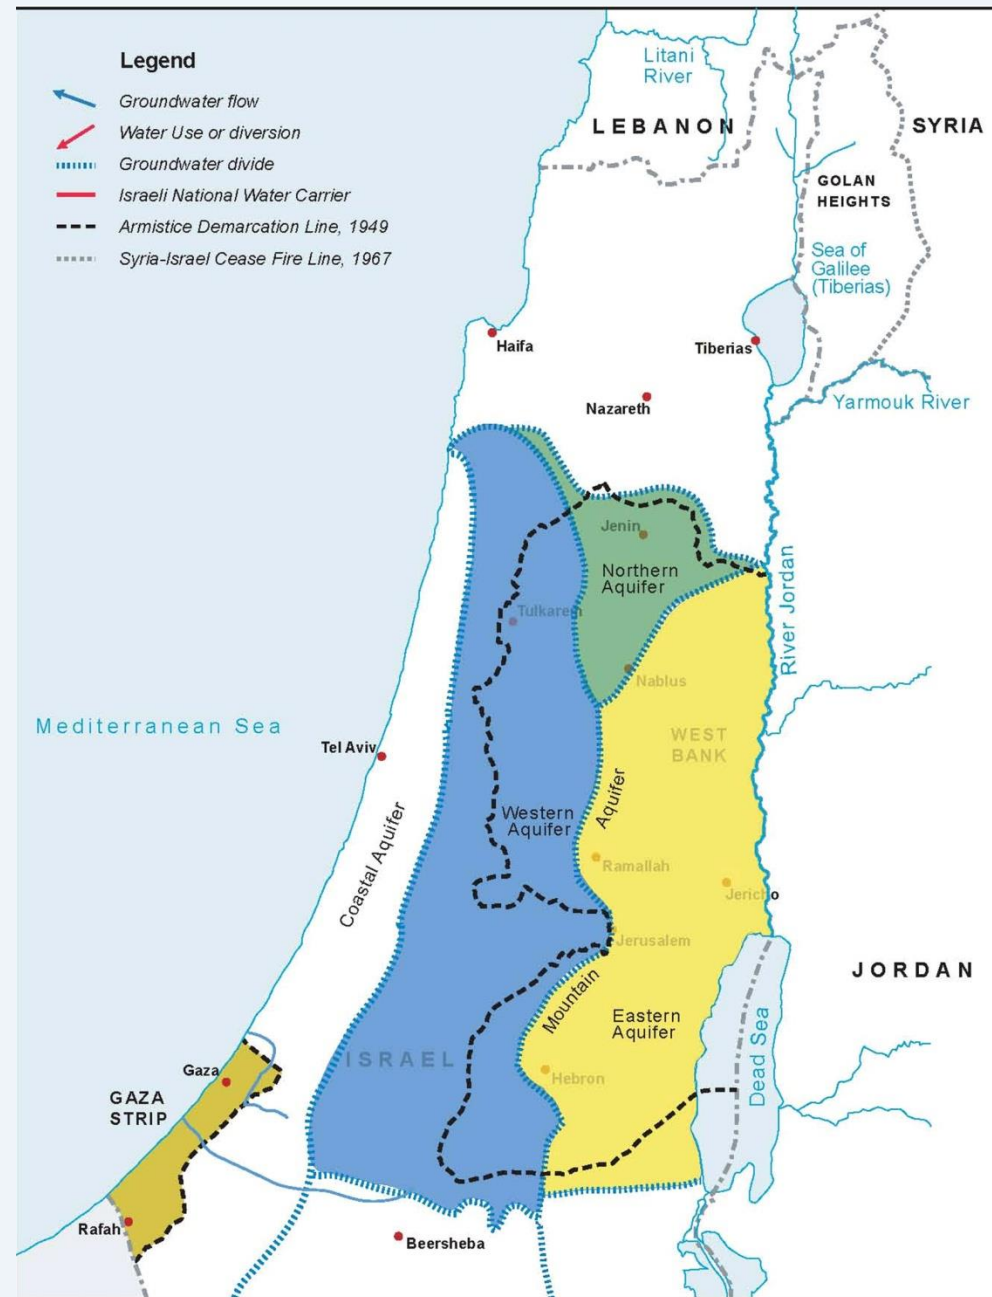 Legend
Groundwater flow
Water Use or diversion
Groundwater divide
Israeli National Water Carrier
Armistice Demarcation Line, 1949
Syria-Israel Cease Fire Line, 1967
Litani
River
LEBANON
SYRIA
GOLAN
HEIGHTS
Sea of
Galilee
(Tiberias)
Haifa
Tiberias
Nazareth
Yarmouk River
Jenin
Northern
Aquifer
River Jordan
Tulkarem
Nablus
Mediterranean Sea
WEST
BANK
Tel Aviv
Western
Aquifer
Aquifer
Coastal Aquifer
Ramallah
Jericho
Jerusalem
JORDAN
Mountain
Eastern
Aquifer
Dead Sea
ISRAEL
Hebron
Gaza
GAZA
STRIP
Rafah
Beersheba